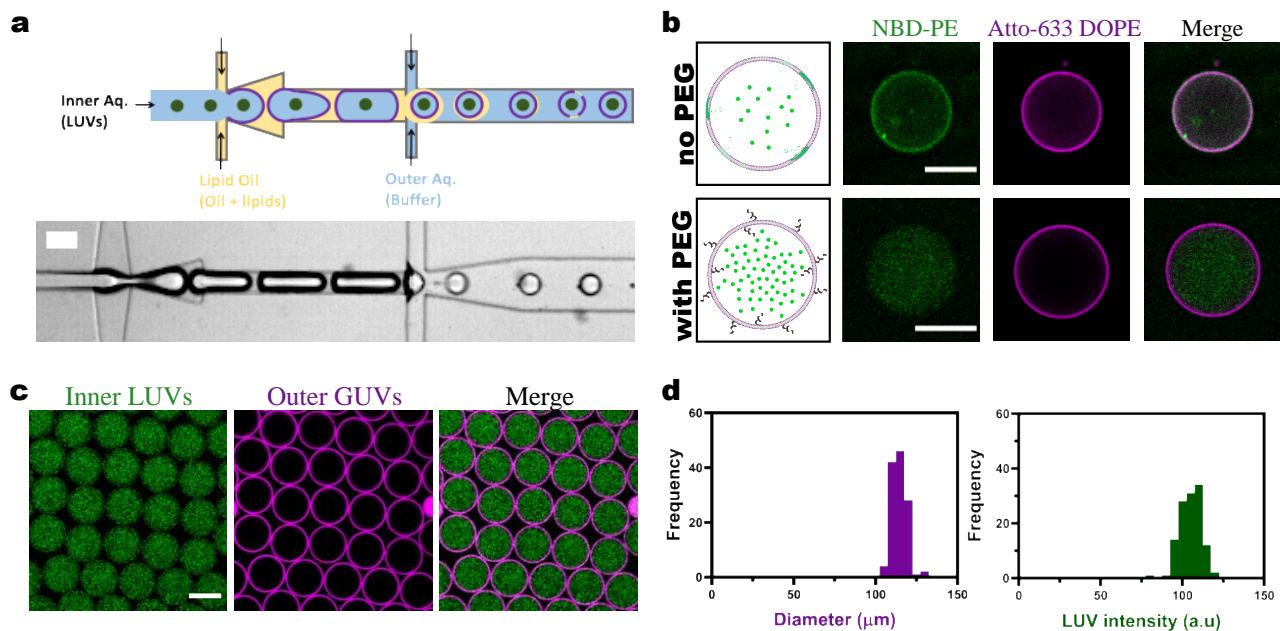 a
Inner Aq.
(LUVs)
Lipid Oil
(Oil + lipids)
Outer Aq.
(Buffer)
b
NBD-PE
Atto-633 DOPE
Merge
no PEG
with PEG
c
Inner LUVs
Outer GUVs
Merge
d
Frequency
60
40
20
0
0
50
100
150
Diameter (μm)
Frequency
60
40
20
0
0
50
100
150
LUV intensity (a.u)